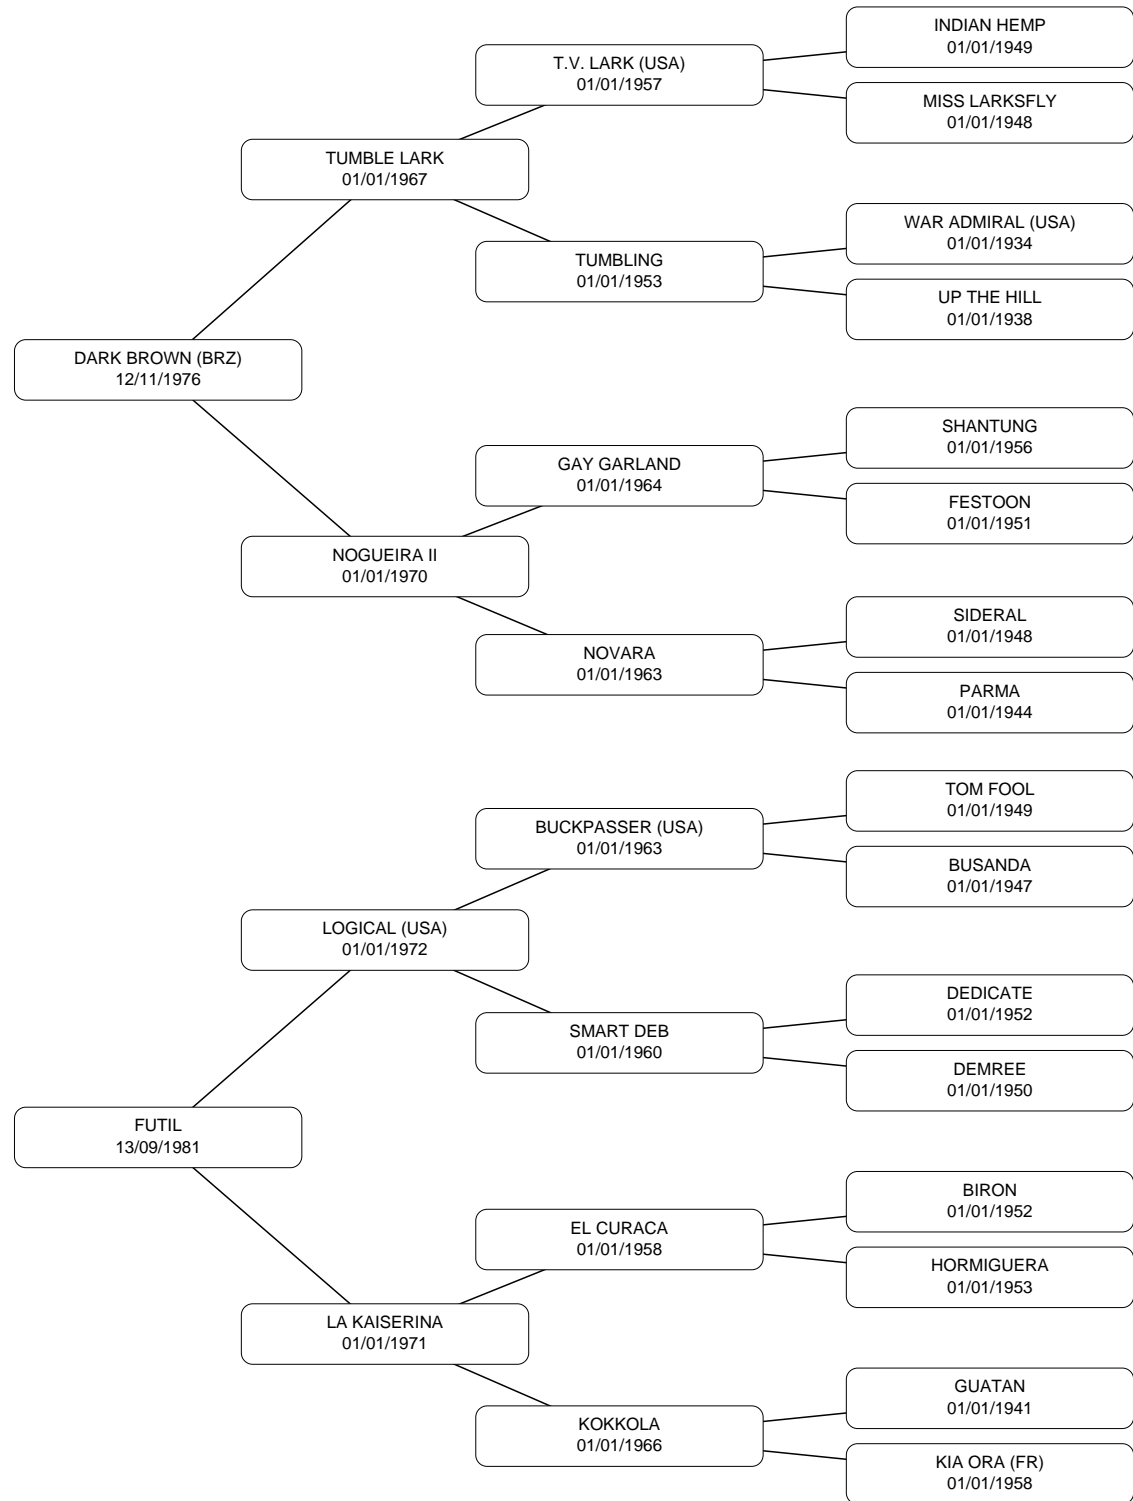 INDIAN HEMP
01/01/1949
T.V. LARK (USA)
01/01/1957
MISS LARKSFLY
01/01/1948
TUMBLE LARK
01/01/1967
WAR ADMIRAL (USA)
01/01/1934
TUMBLING
01/01/1953
UP THE HILL
01/01/1938
DARK BROWN (BRZ)
12/11/1976
SHANTUNG
01/01/1956
GAY GARLAND
01/01/1964
FESTOON
01/01/1951
NOGUEIRA II
01/01/1970
SIDERAL
01/01/1948
NOVARA
01/01/1963
PARMA
01/01/1944
TOM FOOL
01/01/1949
BUCKPASSER (USA)
01/01/1963
BUSANDA
01/01/1947
LOGICAL (USA)
01/01/1972
DEDICATE
01/01/1952
SMART DEB
01/01/1960
DEMREE
01/01/1950
FUTIL
13/09/1981
BIRON
01/01/1952
EL CURACA
01/01/1958
HORMIGUERA
01/01/1953
LA KAISERINA
01/01/1971
GUATAN
01/01/1941
KOKKOLA
01/01/1966
KIA ORA (FR)
01/01/1958